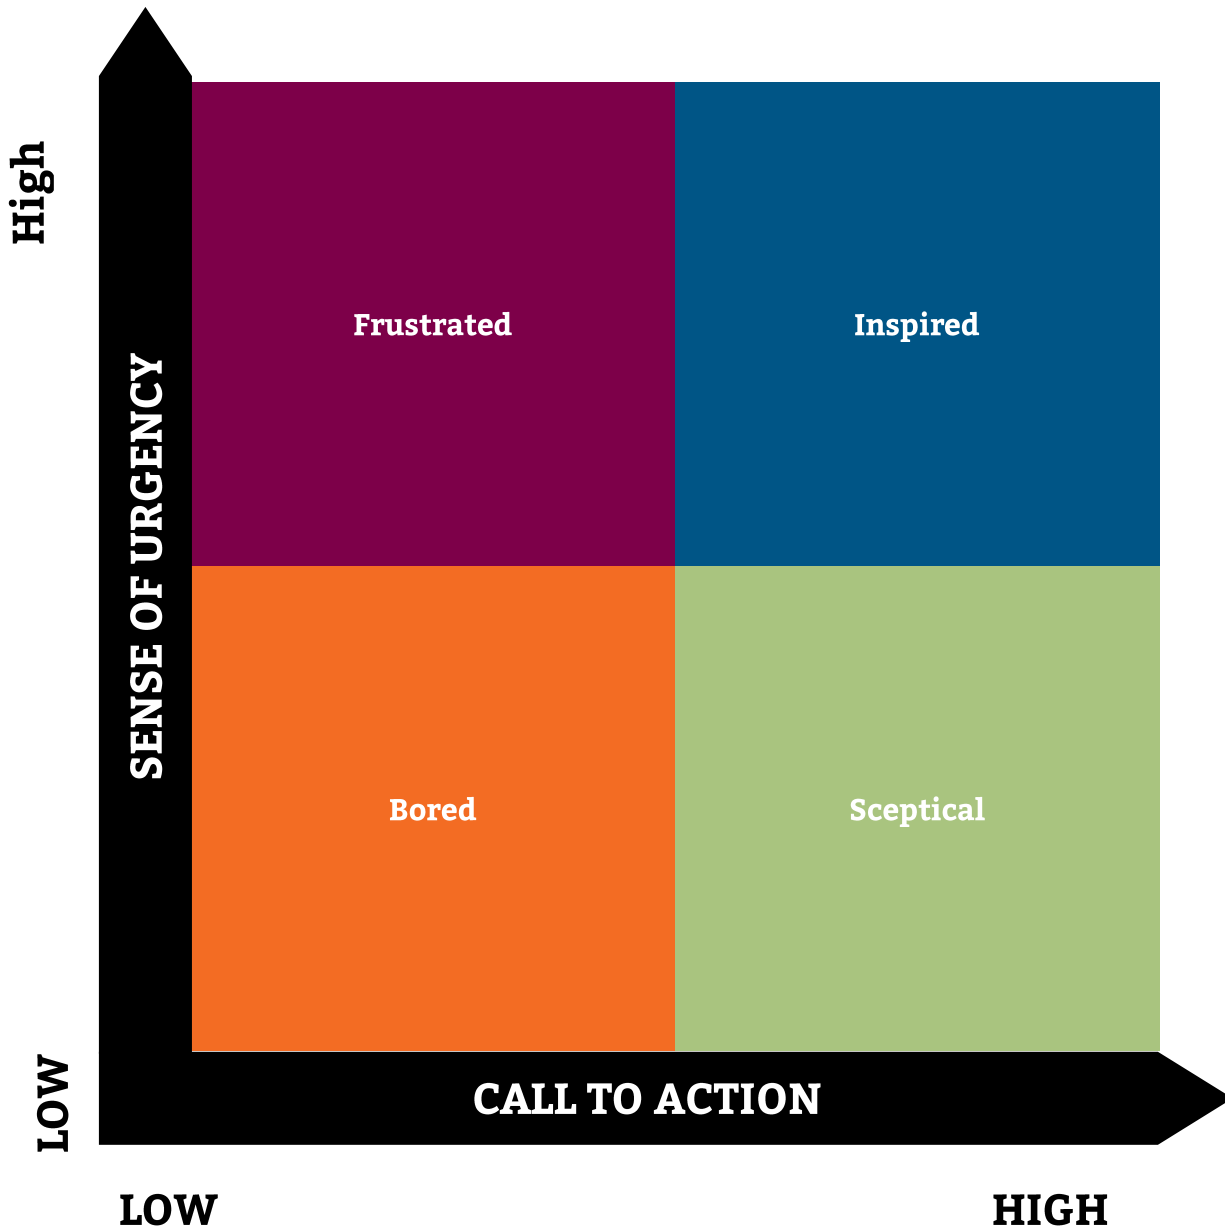 High
SENSE OF URGENCY
Frustrated
Inspired
Bored
Sceptical
LOW
CALL TO ACTION
LOW
HIGH